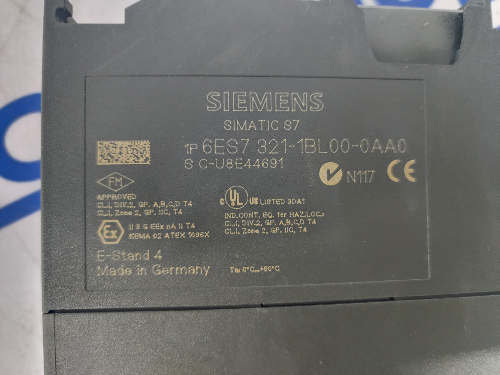 SIEMENS
SIMATIC S7
1P 6ES7 321-1BL00-0AA0
S C-U8E44691
N117
CE
FM
APPROVED
CL.I, DIV.2, GP. A,B,C,D T4
CL.I, Zone 2, GP. IIC, T4
C UL US LISTED
IND.CONT. EQ. for HAZ.LOC.
CL.I, DIV.2, GP. A,B,C,D T4
CL.I, Zone 2, GP. IIC, T4
Ex II 3 G EEx nA II T4
KEMA 02 ATEX 1096X
E-Stand 4
Made in Germany